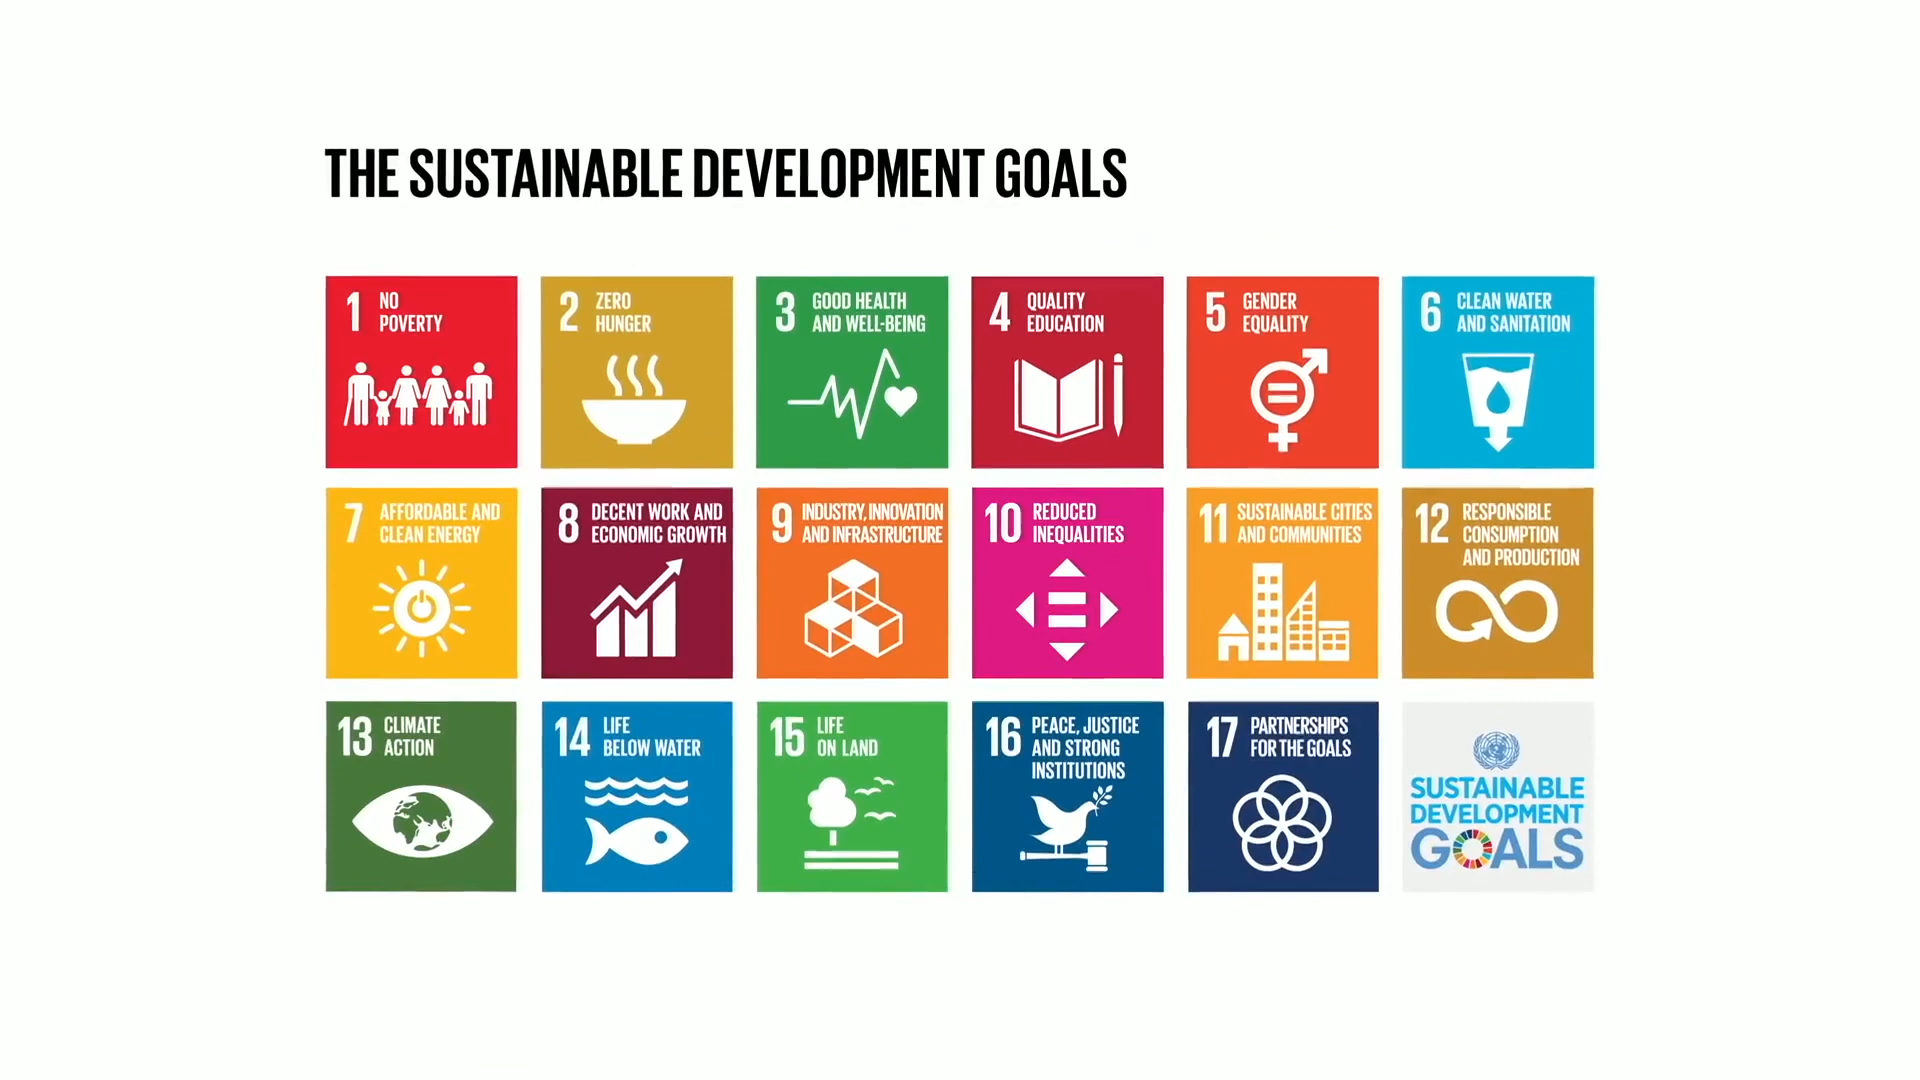 THE SUSTAINABLE DEVELOPMENT GOALS
1 NO
POVERTY
2 ZERO
HUNGER
3 GOOD HEALTH
AND WELL-BEING
4 QUALITY
EDUCATION
5 GENDER
EQUALITY
6 CLEAN WATER
AND SANITATION
7 AFFORDABLE AND
CLEAN ENERGY
8 DECENT WORK AND
ECONOMIC GROWTH
9 INDUSTRY, INNOVATION
AND INFRASTRUCTURE
10 REDUCED
INEQUALITIES
11 SUSTAINABLE CITIES
AND COMMUNITIES
12 RESPONSIBLE
CONSUMPTION
AND PRODUCTION
13 CLIMATE
ACTION
14 LIFE
BELOW WATER
15 LIFE
ON LAND
16 PEACE, JUSTICE
AND STRONG
INSTITUTIONS
17 PARTNERSHIPS
FOR THE GOALS
SUSTAINABLE
DEVELOPMENT
GOALS